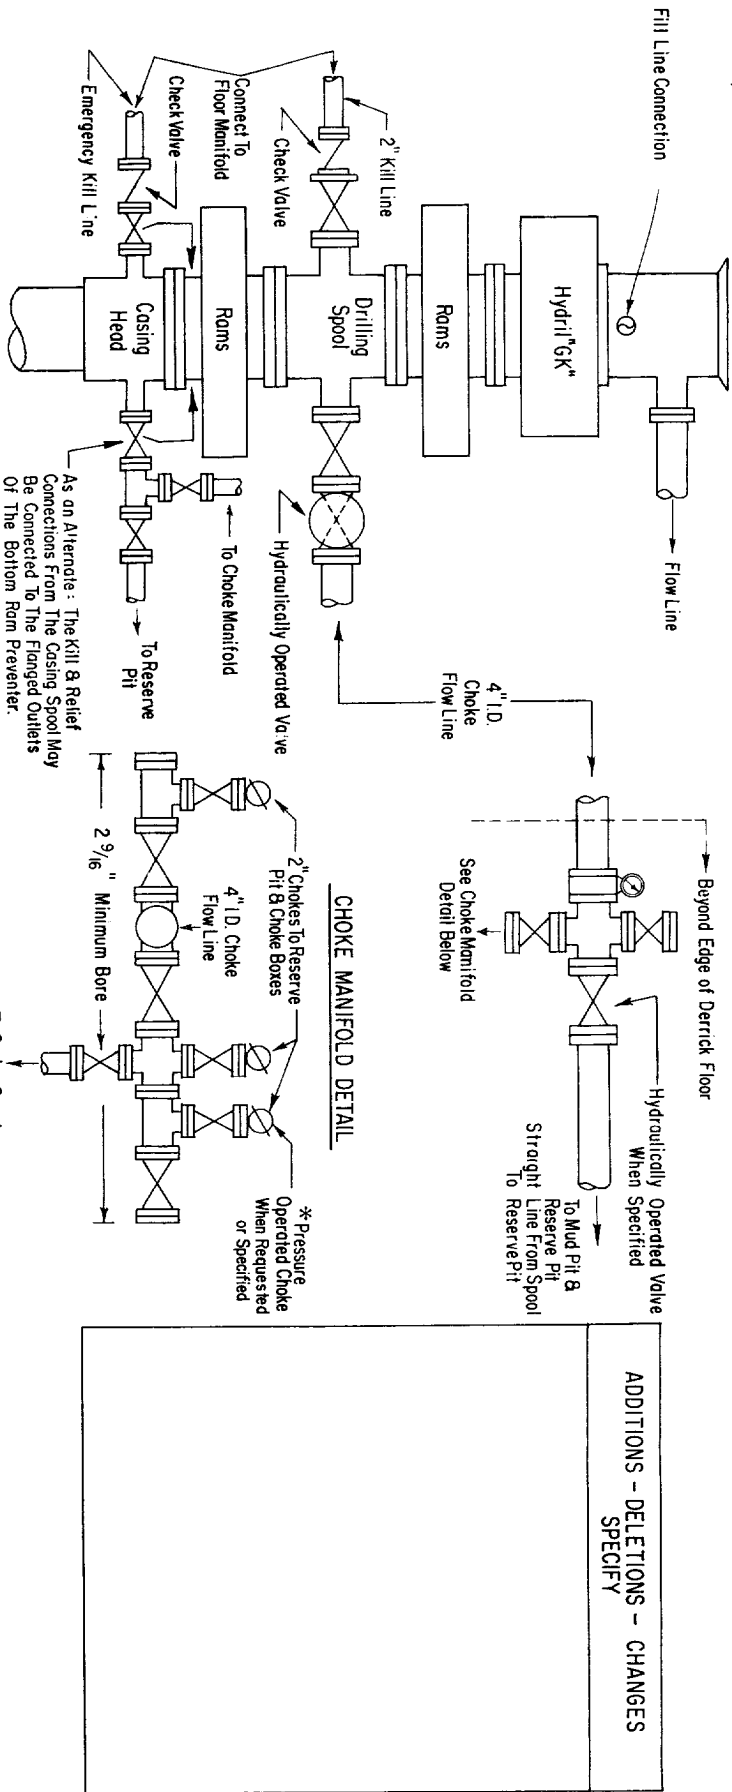 Fill Line Connection
Flow Line
Hydril "GK"
Rams
2" Kill Line
Check Valve
Drilling
Spool
Hydraulically Operated Valve
Connect To
Floor Manifold
Rams
Check Valve
Emergency Kill Line
Casing
Head
To Choke Manifold
To Reserve
Pit
As an Alternate: The Kill & Relief
Connections From The Casing Spool May
Be Connected To The Flanged Outlets
Of The Bottom Ram Preventer.
4" I.D.
Choke
Flow Line
Beyond Edge of Derrick Floor
Hydraulically Operated Valve
When Specified
See Choke Manifold
Detail Below
To Mud Pit &
Reserve Pit
Straight Line From Spool
To Reserve Pit
CHOKE MANIFOLD DETAIL
2" Chokes To Reserve
Pit & Choke Boxes
4" I.D. Choke
Flow Line
*Pressure
Operated Choke
When Requested
or Specified
2 9/16" Minimum Bore
ADDITIONS - DELETIONS - CHANGES
SPECIFY